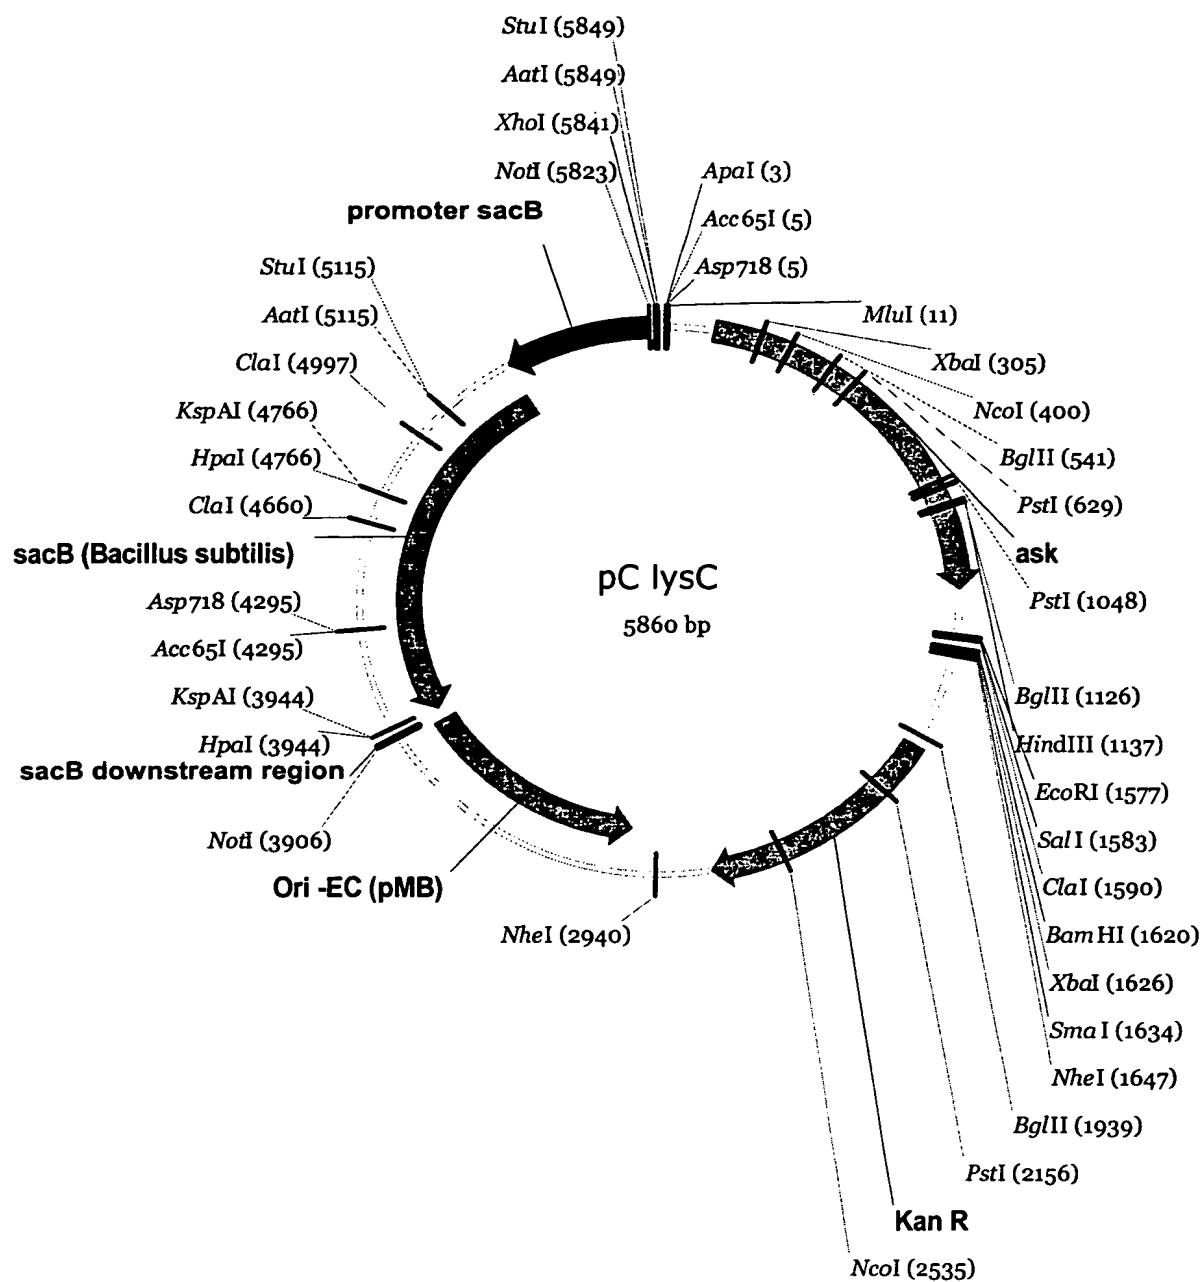 StuI (5849)
AatI (5849)
XhoI (5841)
NotI (5823)
ApaI (3)
promoter sacB
Acc65I (5)
StuI (5115)
Asp718 (5)
AatI (5115)
MluI (11)
ClaI (4997)
XbaI (305)
KspAI (4766)
NcoI (400)
HpaI (4766)
BglII (541)
ClaI (4660)
PstI (629)
sacB (Bacillus subtilis)
ask
pC lysC
Asp718 (4295)
PstI (1048)
5860 bp
Acc65I (4295)
KspAI (3944)
BglII (1126)
HpaI (3944)
HindIII (1137)
sacB downstream region
EcoRI (1577)
NotI (3906)
SalI (1583)
Ori -EC (pMB)
ClaI (1590)
NheI (2940)
BamHI (1620)
XbaI (1626)
SmaI (1634)
NheI (1647)
BglII (1939)
PstI (2156)
Kan R
NcoI (2535)